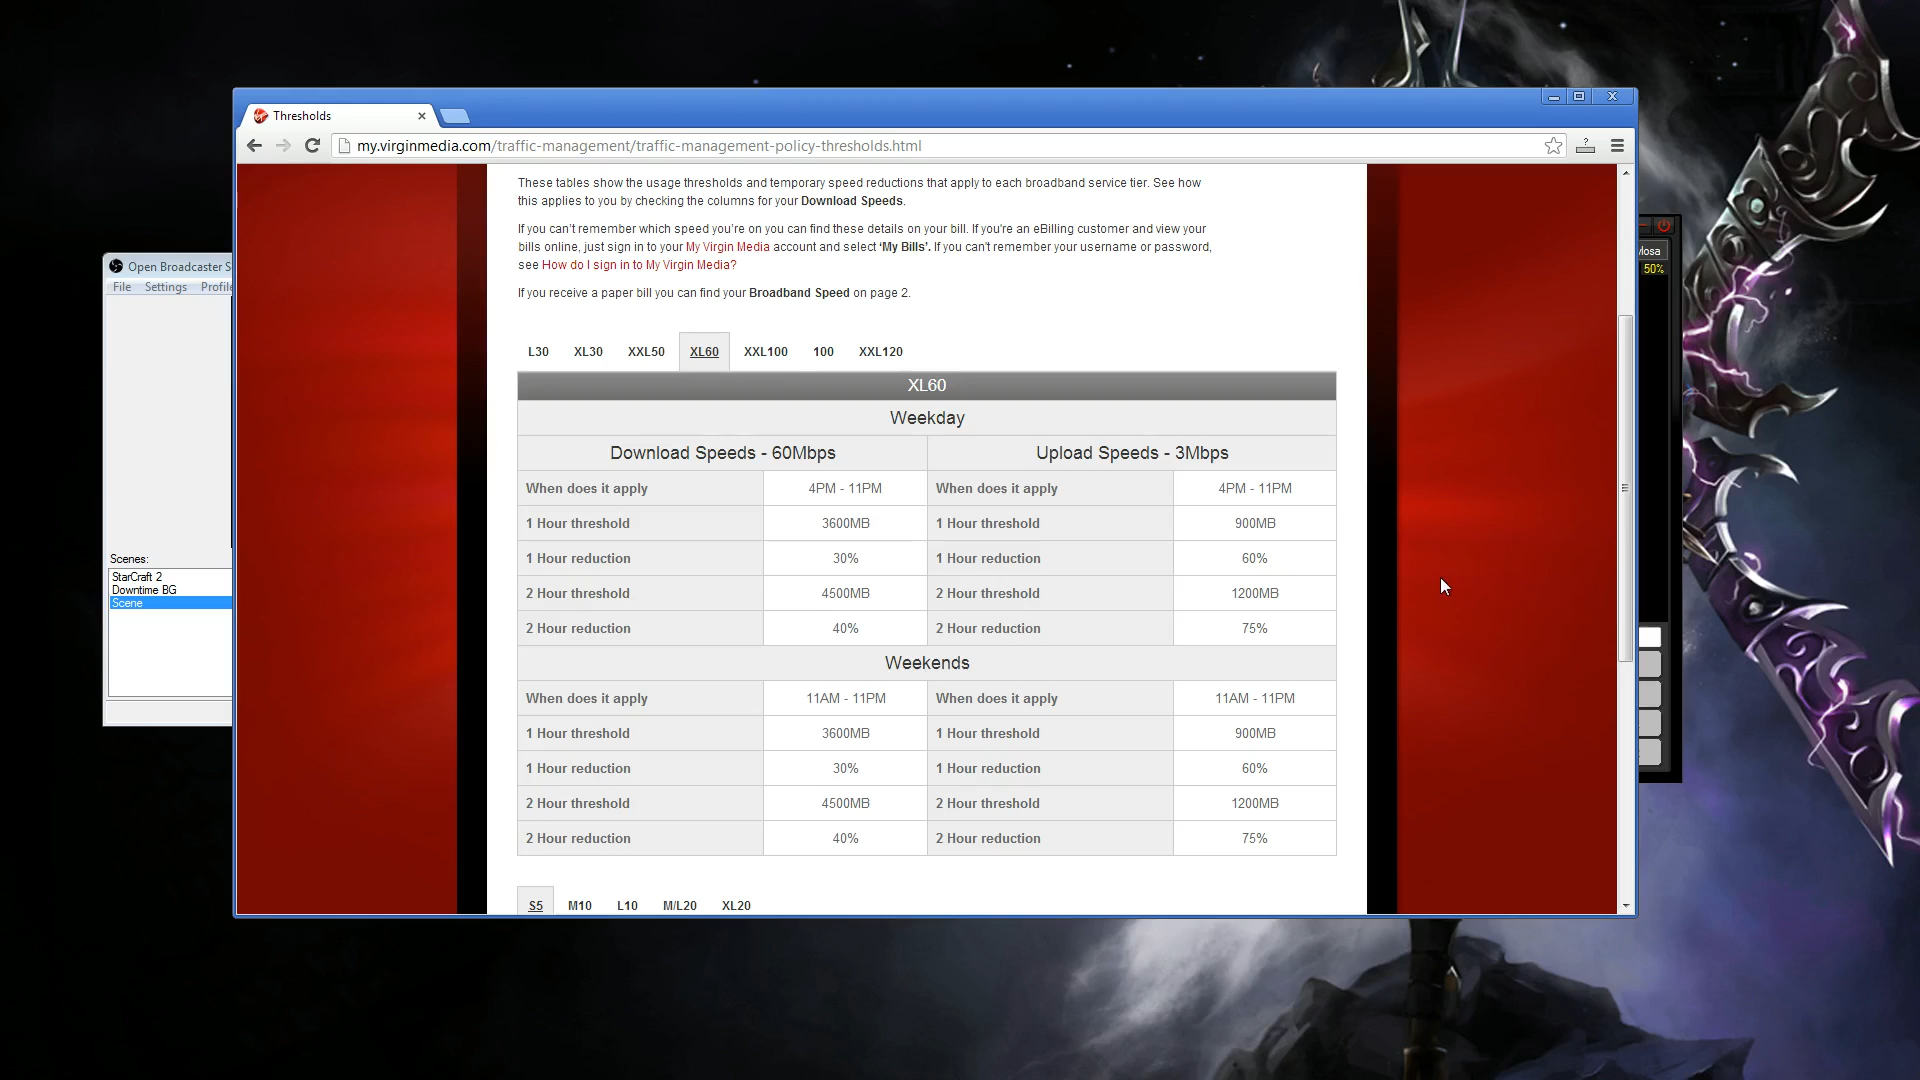 Thresholds
my.virginmedia.com/traffic-management/traffic-management-policy-thresholds.html
These tables show the usage thresholds and temporary speed reductions that apply to each broadband service tier. See how
this applies to you by checking the columns for your Download Speeds.
If you can't remember which speed you're on you can find these details on your bill. If you're an eBilling customer and view your
bills online, just sign in to your My Virgin Media account and select 'My Bills'. If you can't remember your username or password,
see How do I sign in to My Virgin Media?
If you receive a paper bill you can find your Broadband Speed on page 2.
L30 XL30 XXL50 XL60 XXL100 100 XXL120
XL60
Weekday
Download Speeds - 60Mbps Upload Speeds - 3Mbps
When does it apply 4PM - 11PM When does it apply 4PM - 11PM
1 Hour threshold 3600MB 1 Hour threshold 900MB
1 Hour reduction 30% 1 Hour reduction 60%
2 Hour threshold 4500MB 2 Hour threshold 1200MB
2 Hour reduction 40% 2 Hour reduction 75%
Weekends
When does it apply 11AM - 11PM When does it apply 11AM - 11PM
1 Hour threshold 3600MB 1 Hour threshold 900MB
1 Hour reduction 30% 1 Hour reduction 60%
2 Hour threshold 4500MB 2 Hour threshold 1200MB
2 Hour reduction 40% 2 Hour reduction 75%
S5 M10 L10 M/L20 XL20
Open Broadcaster S
File Settings Profile
Scenes:
StarCraft 2
Downtime BG
Scene
losa
50%